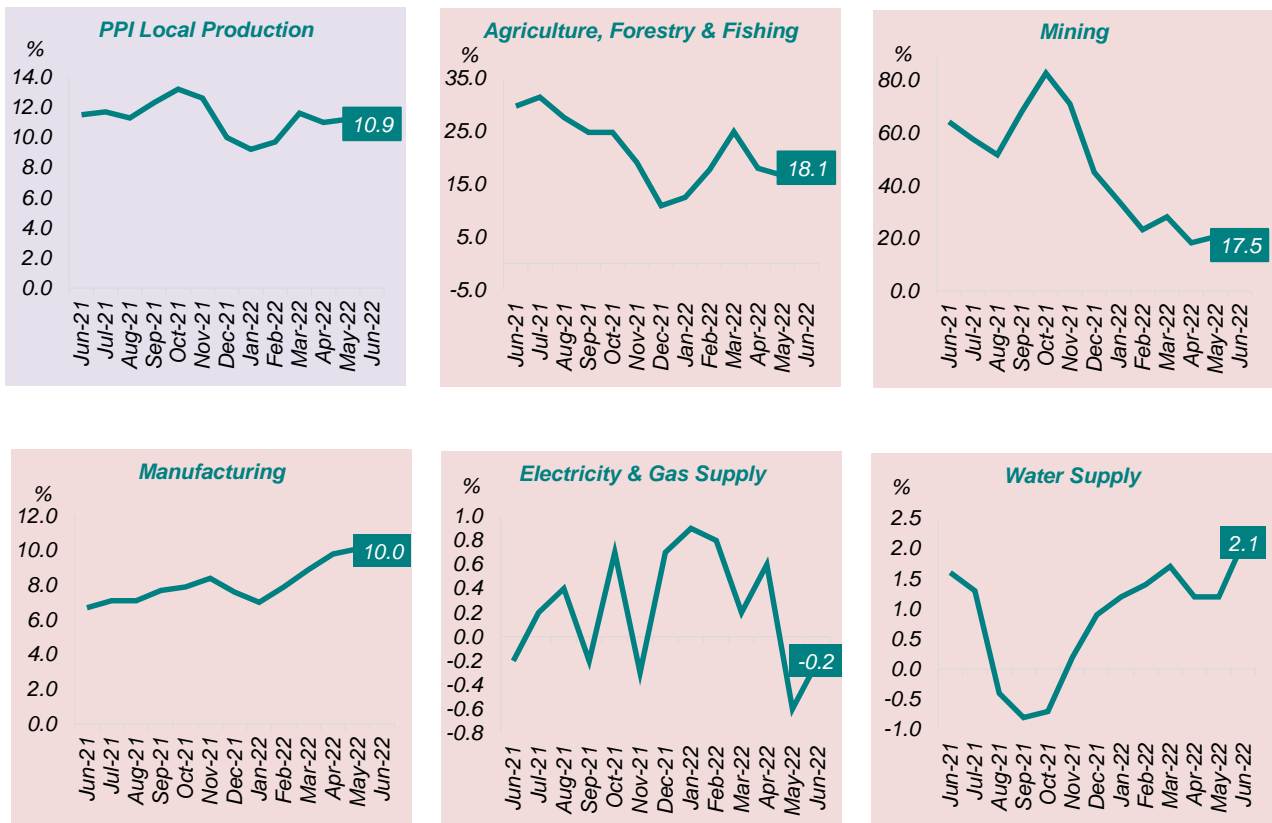 PPI Local Production
%
14.0
12.0
10.0
8.0
6.0
4.0
2.0
0.0
10.9
Jun-21
Jul-21
Aug-21
Sep-21
Oct-21
Nov-21
Dec-21
Jan-22
Feb-22
Mar-22
Apr-22
May-22
Jun-22
Agriculture, Forestry & Fishing
%
35.0
25.0
15.0
5.0
-5.0
18.1
Jun-21
Jul-21
Aug-21
Sep-21
Oct-21
Nov-21
Dec-21
Jan-22
Feb-22
Mar-22
Apr-22
May-22
Jun-22
Mining
%
80.0
60.0
40.0
20.0
0.0
17.5
Jun-21
Jul-21
Aug-21
Sep-21
Oct-21
Nov-21
Dec-21
Jan-22
Feb-22
Mar-22
Apr-22
May-22
Jun-22
Manufacturing
%
12.0
10.0
8.0
6.0
4.0
2.0
0.0
10.0
Jun-21
Jul-21
Aug-21
Sep-21
Oct-21
Nov-21
Dec-21
Jan-22
Feb-22
Mar-22
Apr-22
May-22
Jun-22
Electricity & Gas Supply
%
1.0
0.8
0.6
0.4
0.2
0.0
-0.2
-0.4
-0.6
-0.8
-0.2
Jun-21
Jul-21
Aug-21
Sep-21
Oct-21
Nov-21
Dec-21
Jan-22
Feb-22
Mar-22
Apr-22
May-22
Jun-22
Water Supply
%
2.5
2.0
1.5
1.0
0.5
0.0
-0.5
-1.0
2.1
Jun-21
Jul-21
Aug-21
Sep-21
Oct-21
Nov-21
Dec-21
Jan-22
Feb-22
Mar-22
Apr-22
May-22
Jun-22